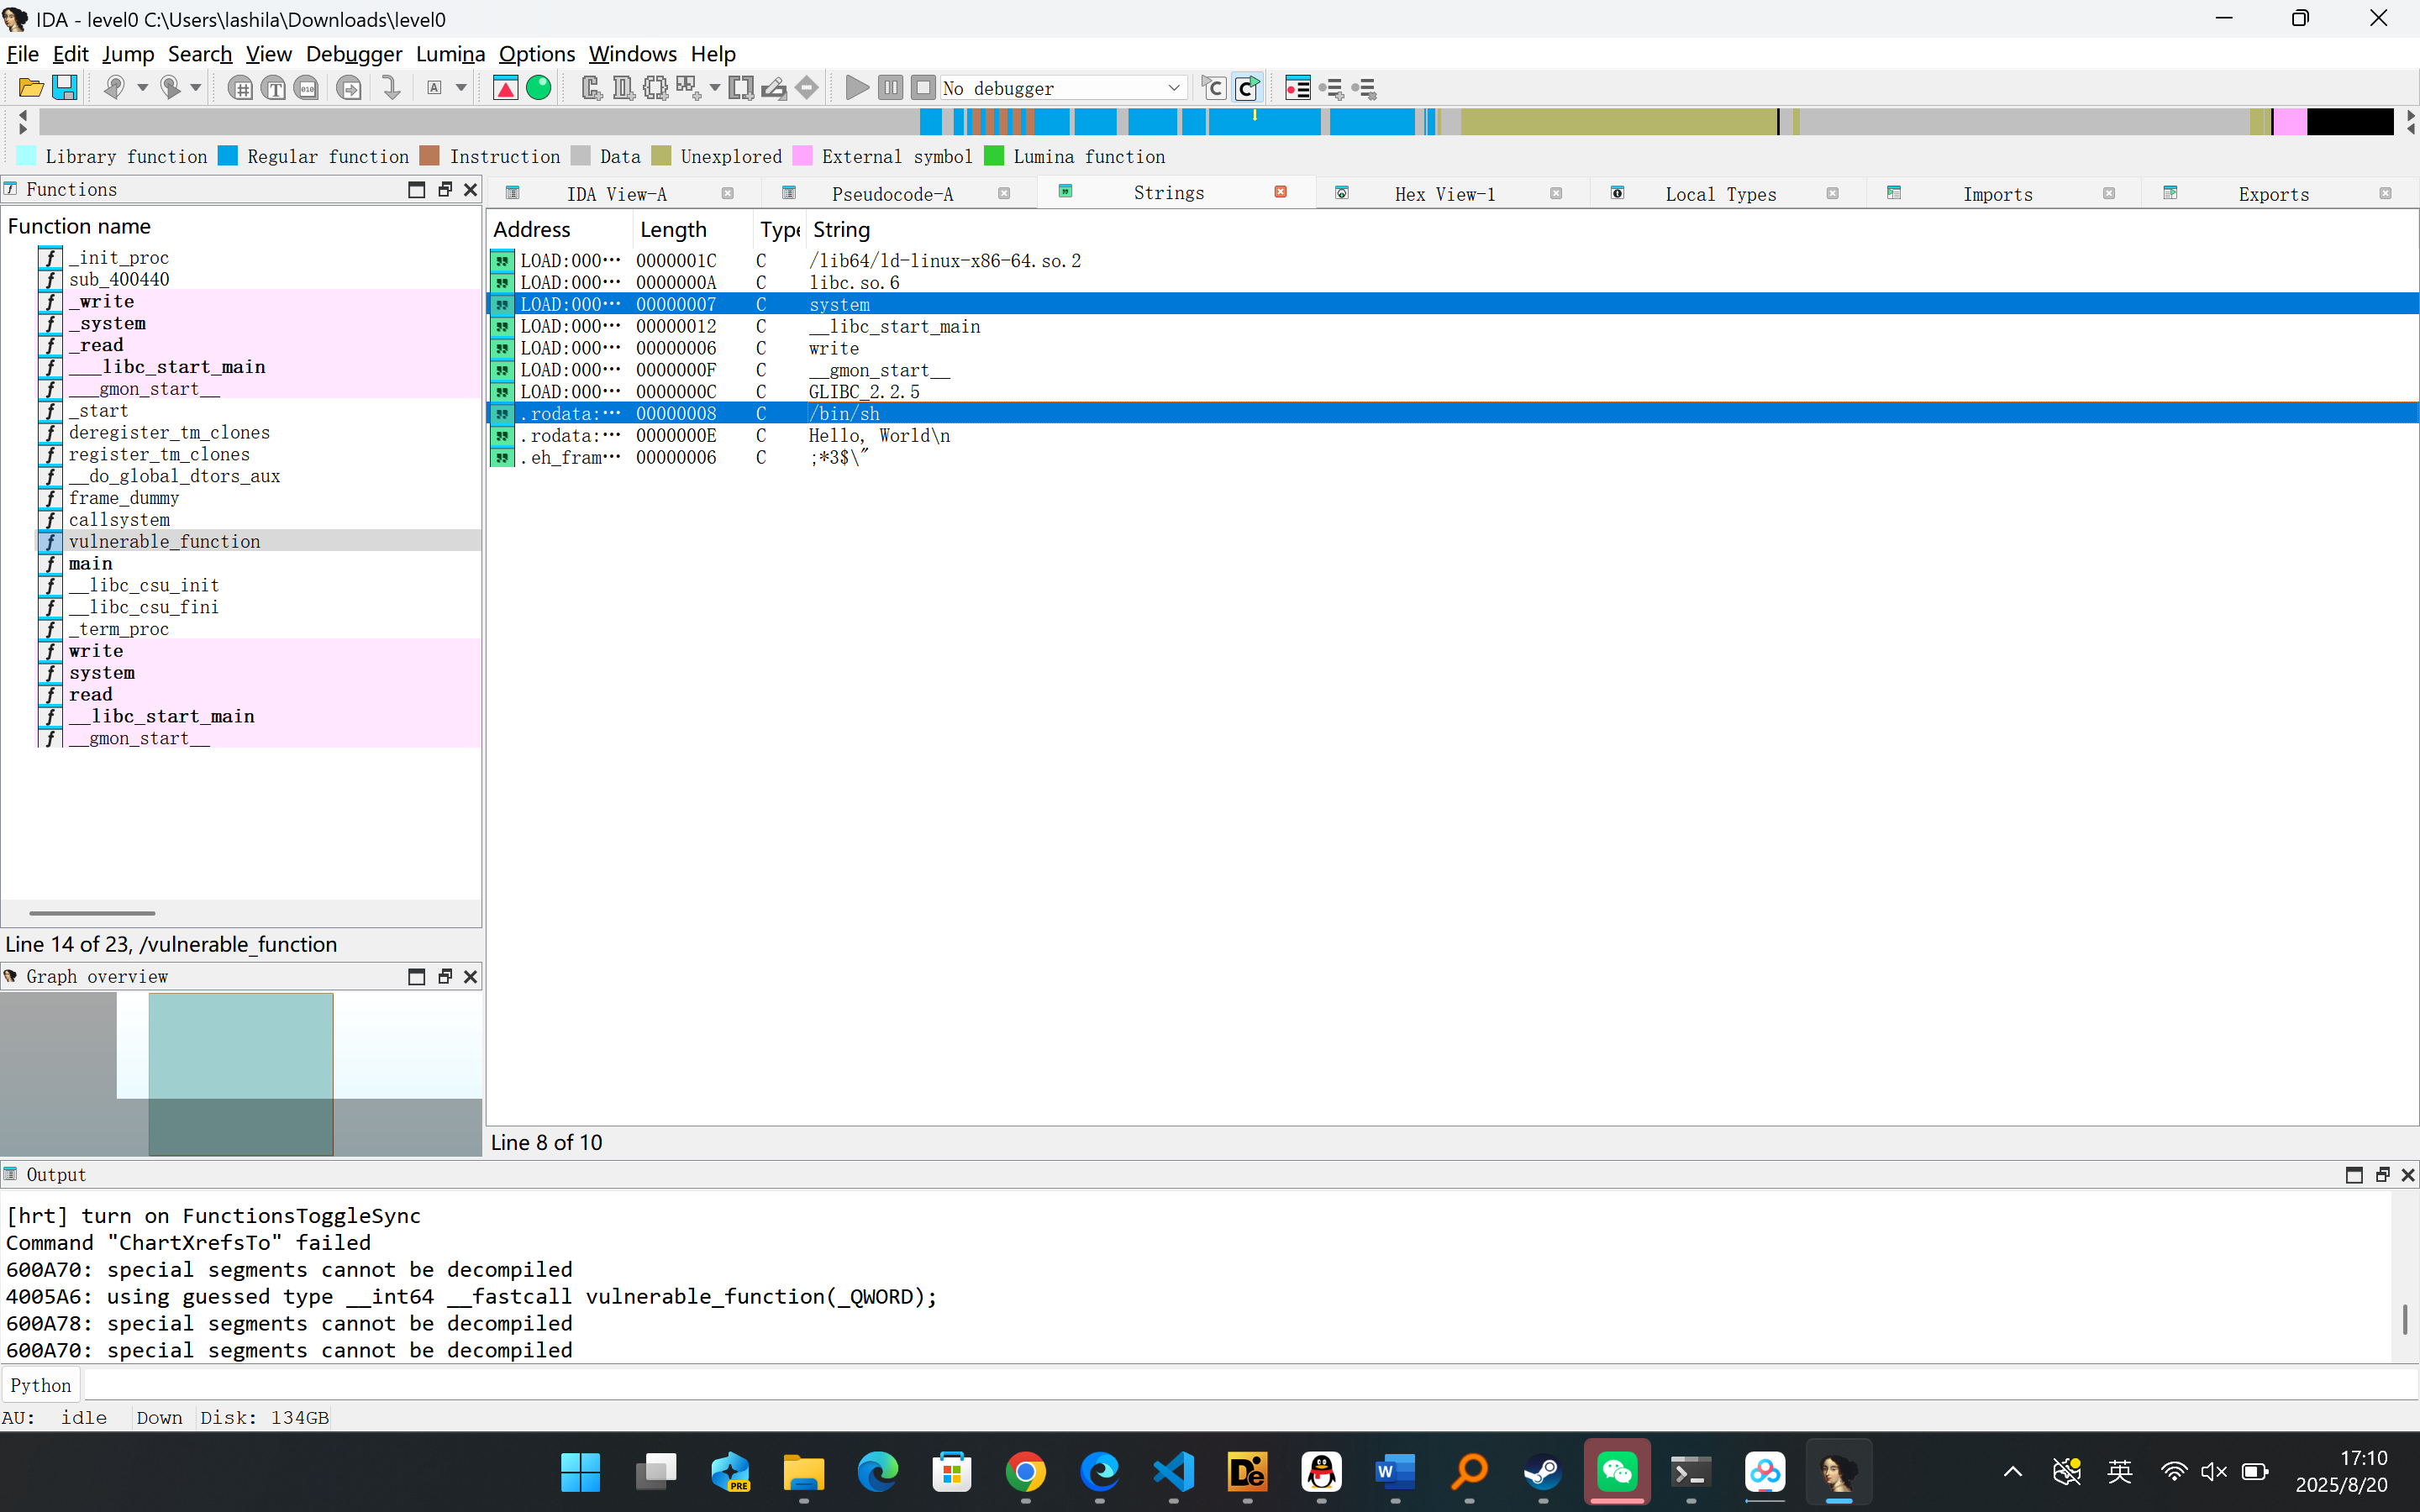 IDA - level0 C:\Users\lashila\Downloads\level0
File Edit Jump Search View Debugger Lumina Options Windows Help
No debugger
Library function Regular function Instruction Data Unexplored External symbol Lumina function
Functions
Function name
_init_proc
sub_400440
_write
_system
_read
___libc_start_main
___gmon_start__
_start
deregister_tm_clones
register_tm_clones
__do_global_dtors_aux
frame_dummy
callsystem
vulnerable_function
main
__libc_csu_init
__libc_csu_fini
_term_proc
write
system
read
__libc_start_main
__gmon_start__
Line 14 of 23, /vulnerable_function
Graph overview
IDA View-A Pseudocode-A Strings Hex View-1 Local Types Imports Exports
Address Length Type String
LOAD:000… 0000001C C /lib64/ld-linux-x86-64.so.2
LOAD:000… 0000000A C libc.so.6
LOAD:000… 00000007 C system
LOAD:000… 00000012 C __libc_start_main
LOAD:000… 00000006 C write
LOAD:000… 0000000F C __gmon_start__
LOAD:000… 0000000C C GLIBC_2.2.5
.rodata:… 00000008 C /bin/sh
.rodata:… 0000000E C Hello, World\n
.eh_fram… 00000006 C ;*3$\"
Line 8 of 10
Output
[hrt] turn on FunctionsToggleSync
Command "ChartXrefsTo" failed
600A70: special segments cannot be decompiled
4005A6: using guessed type __int64 __fastcall vulnerable_function(_QWORD);
600A78: special segments cannot be decompiled
600A70: special segments cannot be decompiled
Python
AU: idle Down Disk: 134GB
PRE
英
17:10
2025/8/20